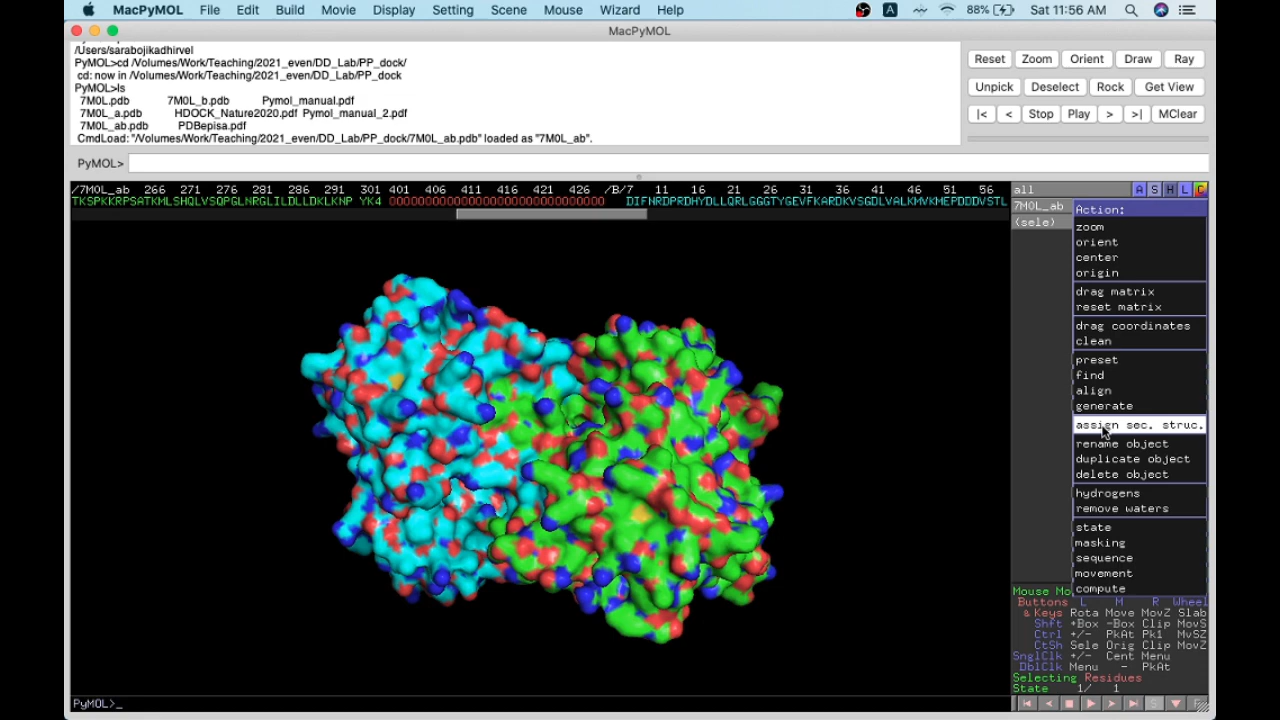 MacPyMOL File Edit Build Movie Display Setting Scene Mouse Wizard Help A 88% Sat 11:56 AM
MacPyMOL
/Users/sarabojikadhirvel
PyMOL>cd /Volumes/Work/Teaching/2021_even/DD_Lab/PP_dock/
cd: now in /Volumes/Work/Teaching/2021_even/DD_Lab/PP_dock
PyMOL>ls
7M0L.pdb 7M0L_b.pdb Pymol_manual.pdf
7M0L_a.pdb HDOCK_Nature2020.pdf Pymol_manual_2.pdf
7M0L_ab.pdb PDBepisa.pdf
CmdLoad: "/Volumes/Work/Teaching/2021_even/DD_Lab/PP_dock/7M0L_ab.pdb" loaded as "7M0L_ab".
Reset Zoom Orient Draw Ray
Unpick Deselect Rock Get View
|< < Stop Play > >| MClear
PyMOL>
/7M0L_ab 266 271 276 281 286 291 296 301 401 406 411 416 421 426 /B/7 11 16 21 26 31 36 41 46 51 56
TKSPKKRPSATKMLSHQLVSQPGLNRGLILDLLDKLKNP YK4 OOOOOOOOOOOOOOOOOOOOOOOOOOOOOO DIFNRDPRDHYDLLQRLGGGTYGEVFKARDKVSGDLVALKMVKMEPDDDVSTL
all A S H L C
7M0L_ab
(sele)
Action:
zoom
orient
center
origin
drag matrix
reset matrix
drag coordinates
clean
preset
find
align
generate
assign sec. struc.
rename object
duplicate object
delete object
hydrogens
remove waters
state
masking
sequence
movement
compute
Mouse Mo
Buttons L M R Wheel
& Keys Rota Move MovZ Slab
Shft +Box -Box Clip MovS
Ctrl +/- PkAt Pk1 MvSZ
CtSh Sele Orig Clip MovZ
SnglClk +/- Cent Menu
DblClk Menu - PkAt
Selecting Residues
State 1/ 1
PyMOL>_
S F